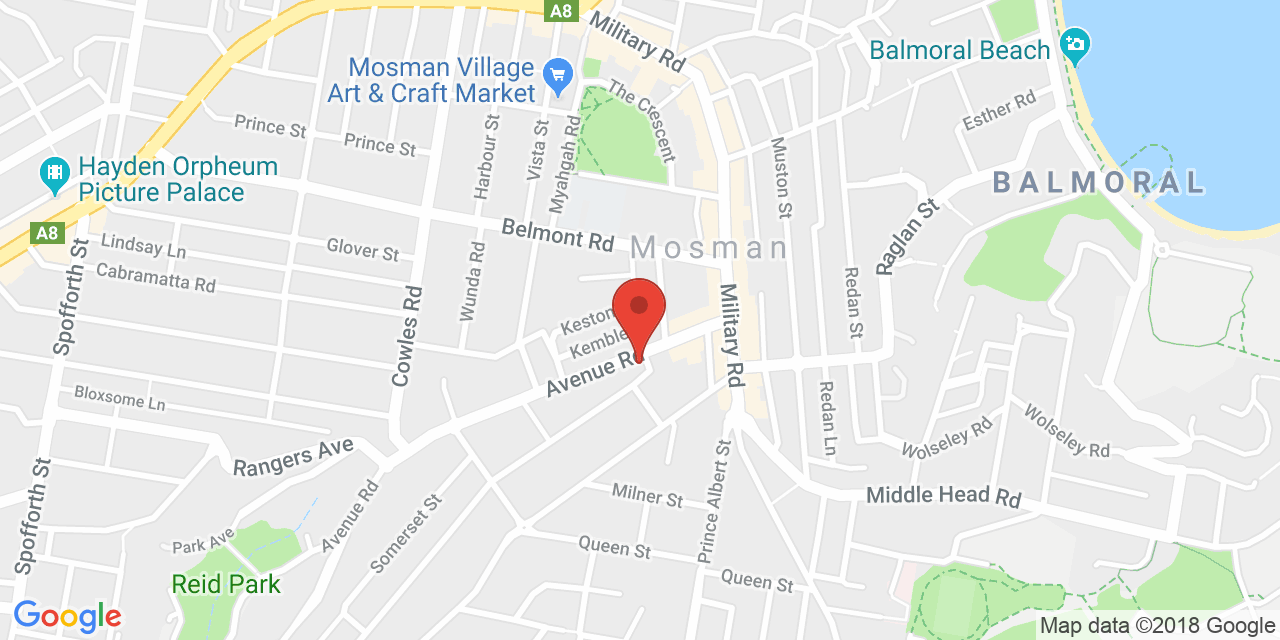 A8
Military Rd
Balmoral Beach
Mosman Village
Art & Craft Market
The Crescent
Esther Rd
Prince St
Prince St
Harbour St
Vista St
Myahgah Rd
Muston St
Hayden Orpheum
Picture Palace
BALMORAL
A8
Belmont Rd
Mosman
Raglan St
Lindsay Ln
Glover St
Cabramatta Rd
Wunda Rd
Redan St
Spofforth St
Cowles Rd
Keston
Kemble
Military Rd
Avenue Rd
Bloxsome Ln
Redan Ln
Wolseley Rd
Wolseley Rd
Rangers Ave
Prince Albert St
Spofforth St
Avenue Rd
Somerset St
Milner St
Middle Head Rd
Park Ave
Queen St
Queen St
Reid Park
Google
Map data ©2018 Google